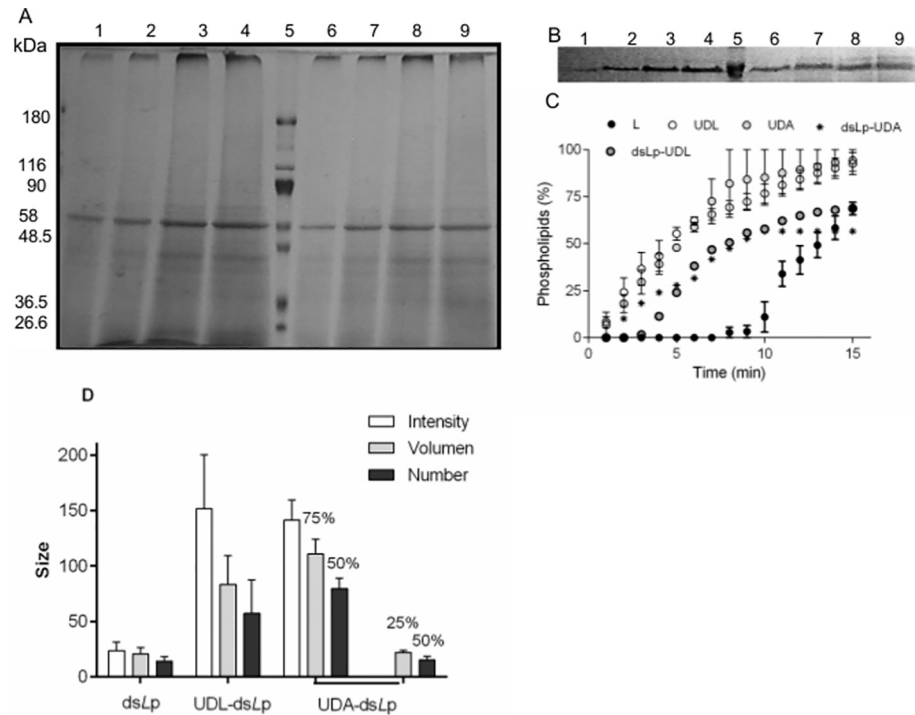 A
kDa
1 2 3 4 5 6 7 8 9
180
116
90
58
48.5
36.5
26.6
B
1 2 3 4 5 6 7 8 9
C
L UDL UDA dsLp-UDA
dsLp-UDL
Phospholipids (%)
100
75
50
25
0
0 5 10 15
Time (min)
D
Intensity
Volumen
Number
Size
200
150
100
50
0
75%
50%
25%
50%
dsLp UDL-dsLp UDA-dsLp